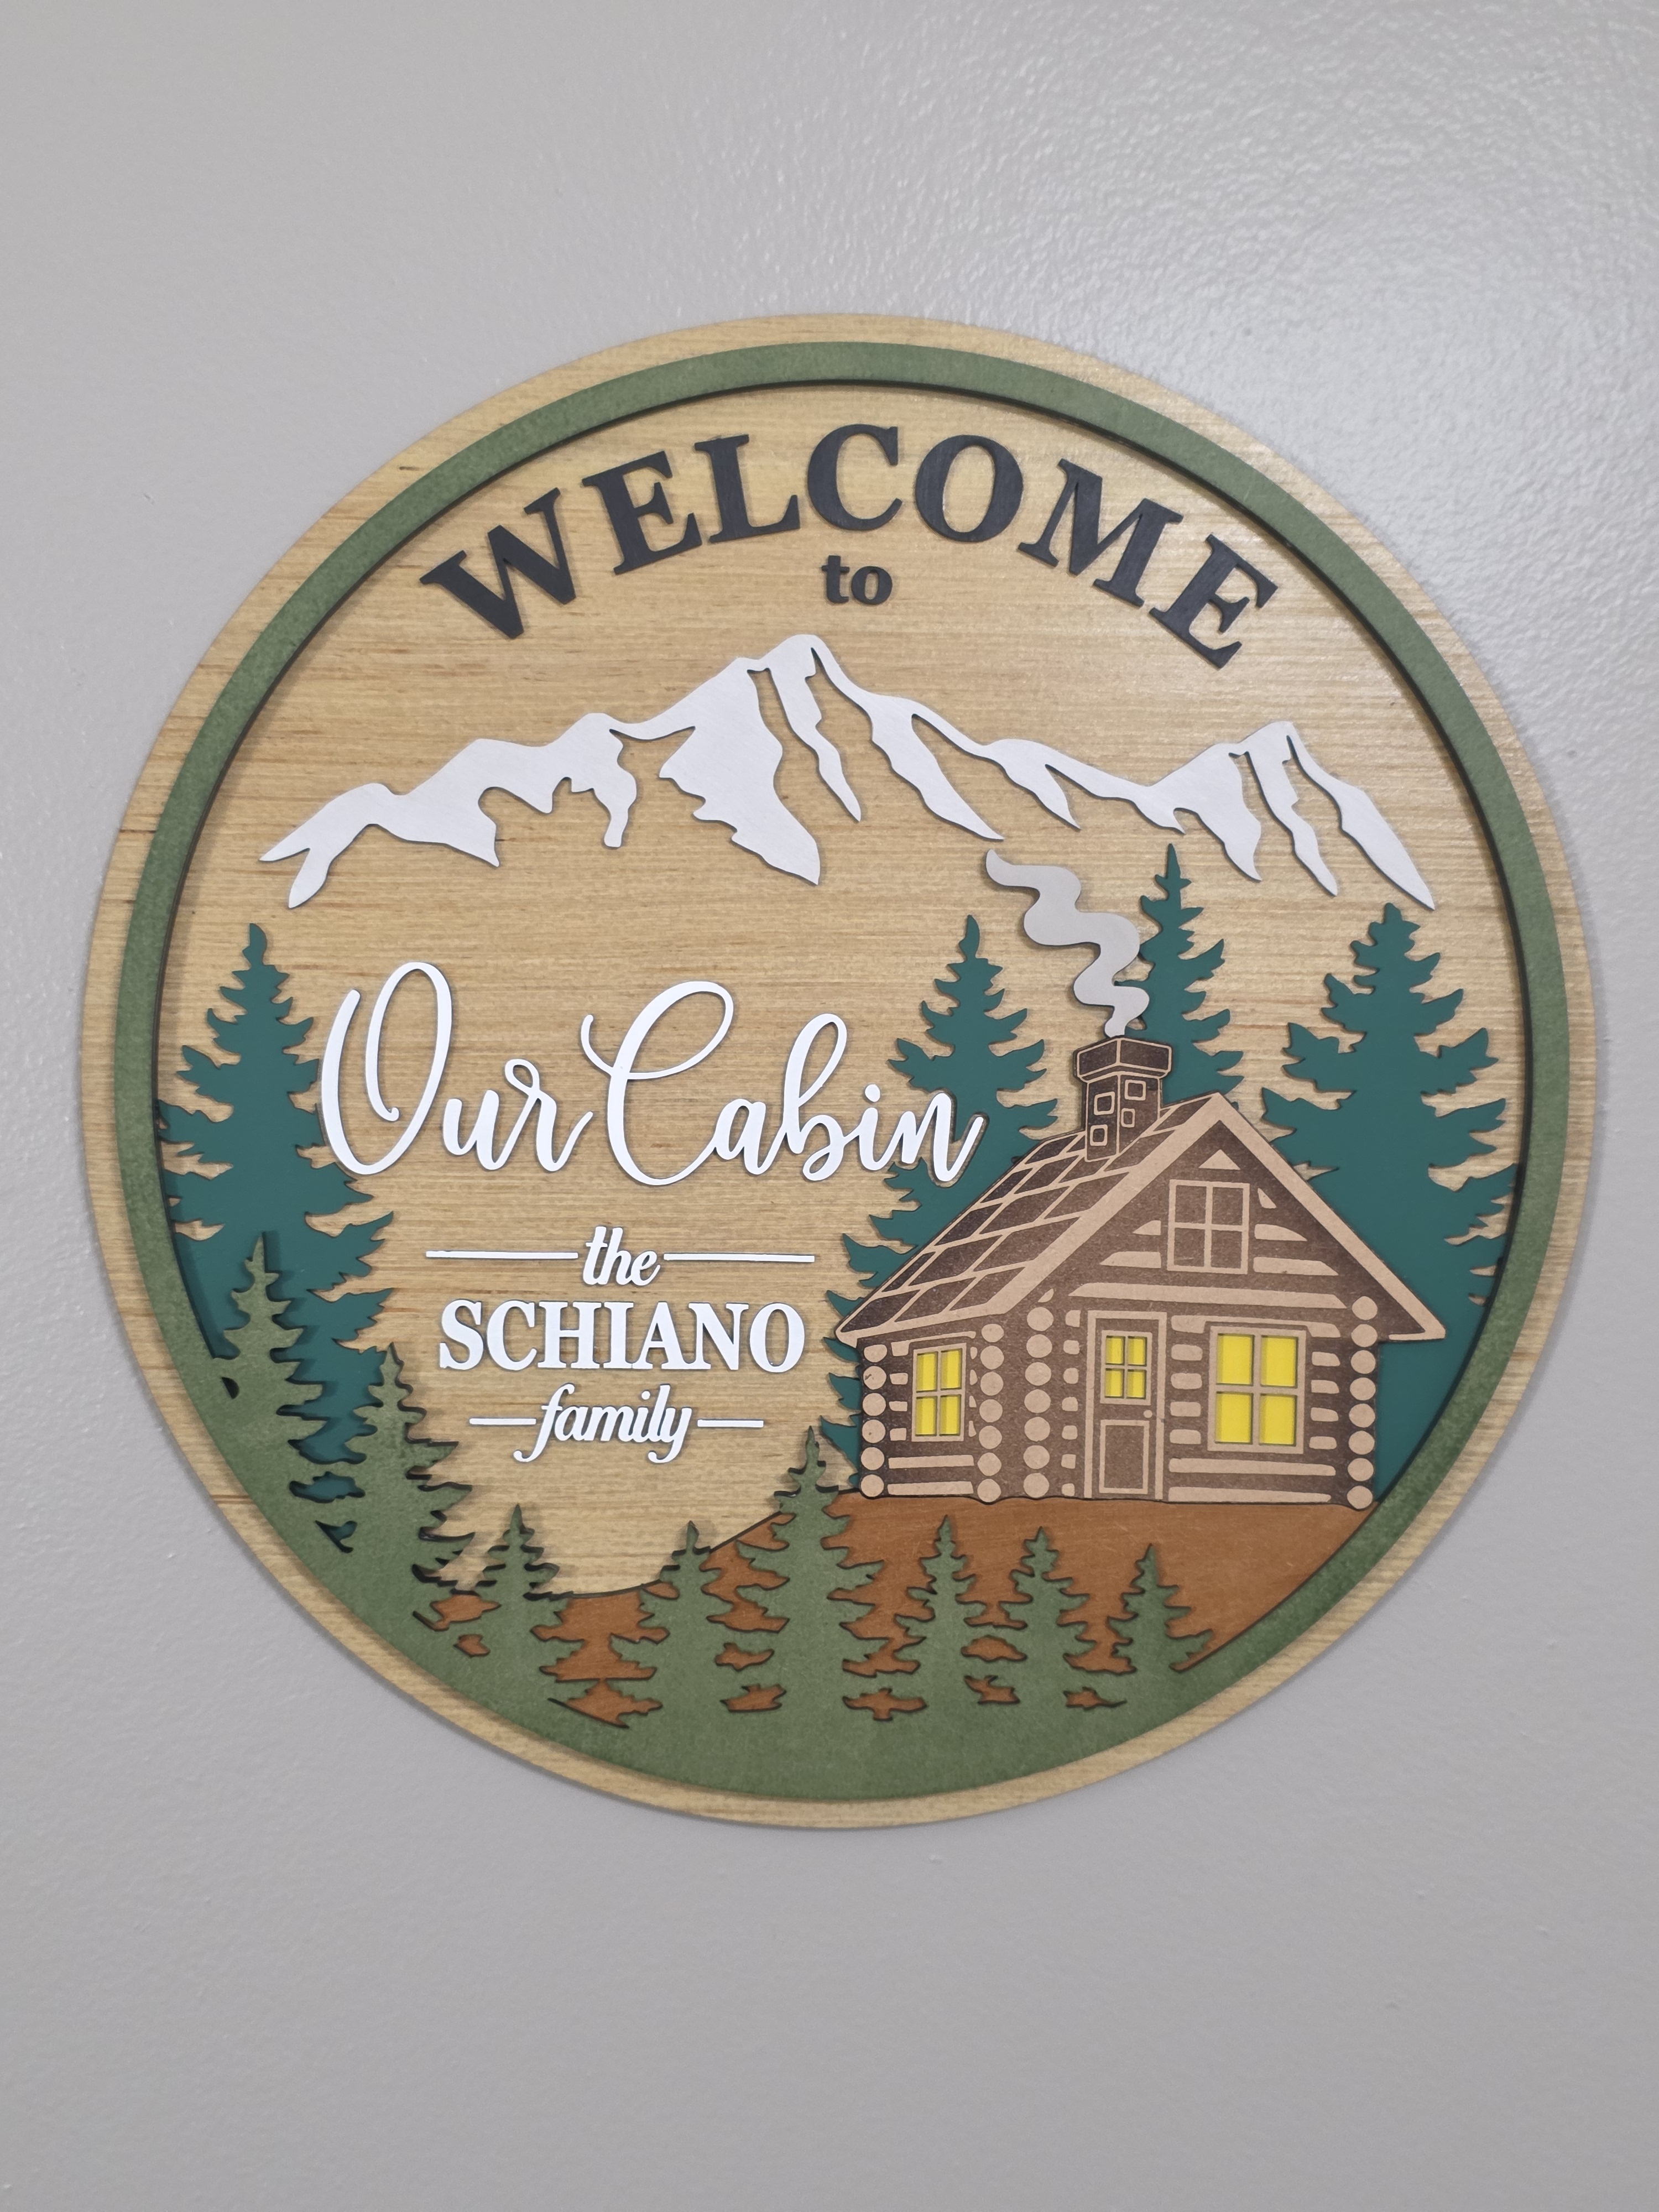 WELCOME
to
Our Cabin
the
SCHIANO
family